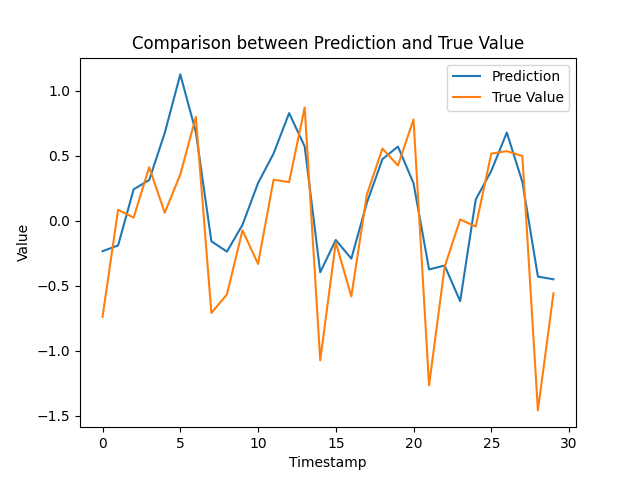 Comparison between Prediction and True Value
Prediction
True Value
1.0
0.5
0.0
−0.5
−1.0
−1.5
Value
0 5 10 15 20 25 30
Timestamp